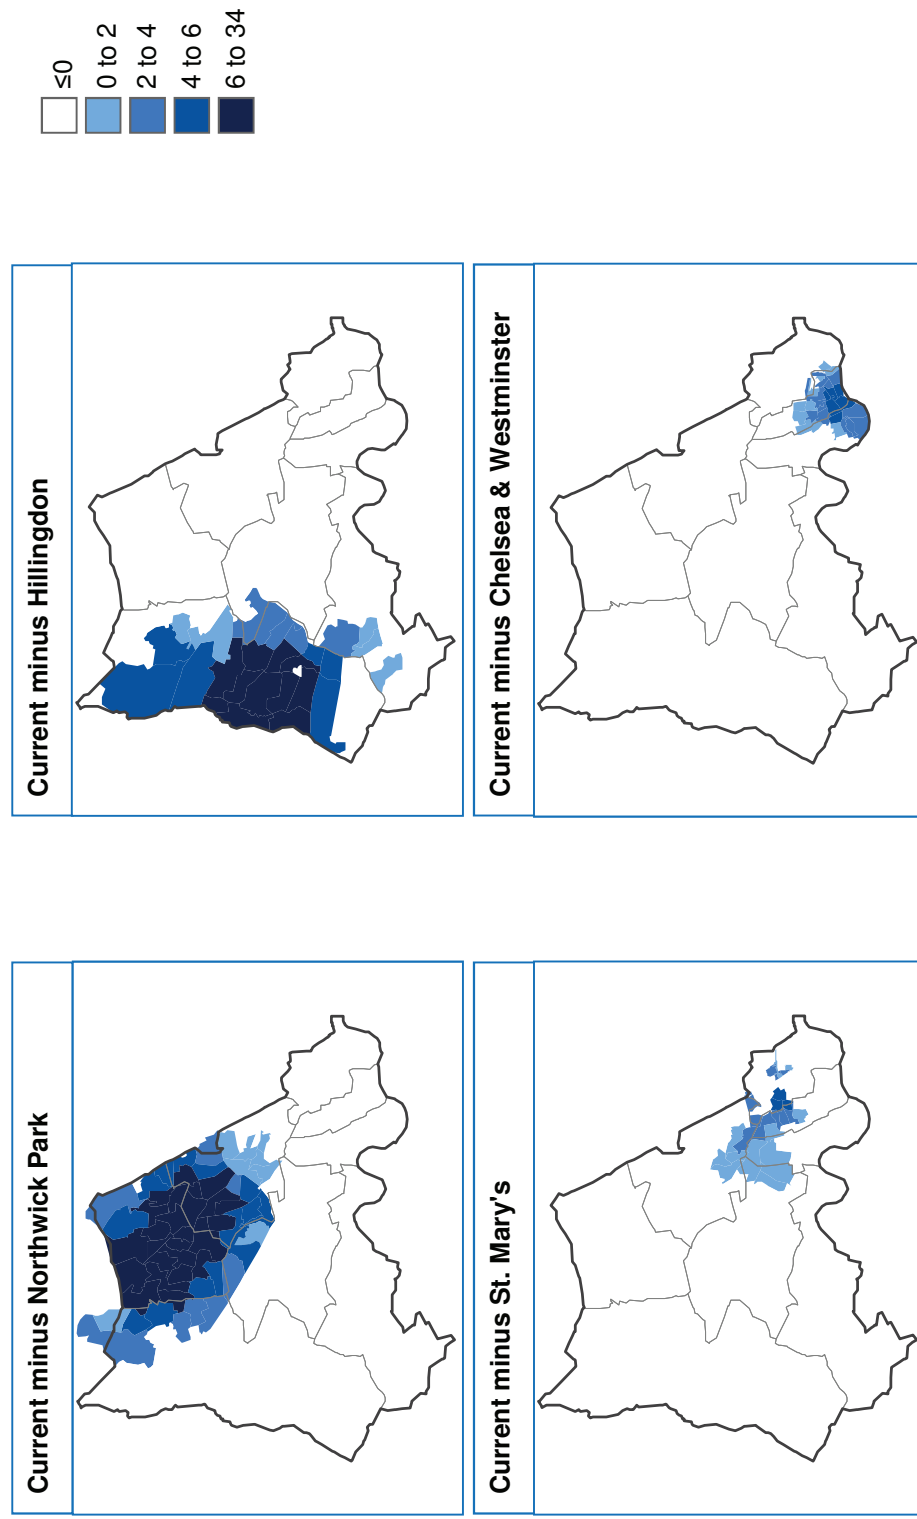 Current minus Northwick Park
Current minus Hillingdon
≤0
0 to 2
2 to 4
4 to 6
6 to 34
Current minus St. Mary's
Current minus Chelsea & Westminster